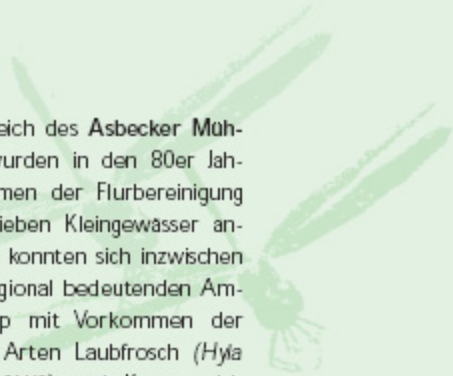 eich des Asbecker Müh-
wurden in den 80er Jah-
men der Flurbereinigung
ieben Kleingewässer an-
konnten sich inzwischen
gional bedeutenden Am-
p mit Vorkommen der
Arten Laubfrosch (Hyla